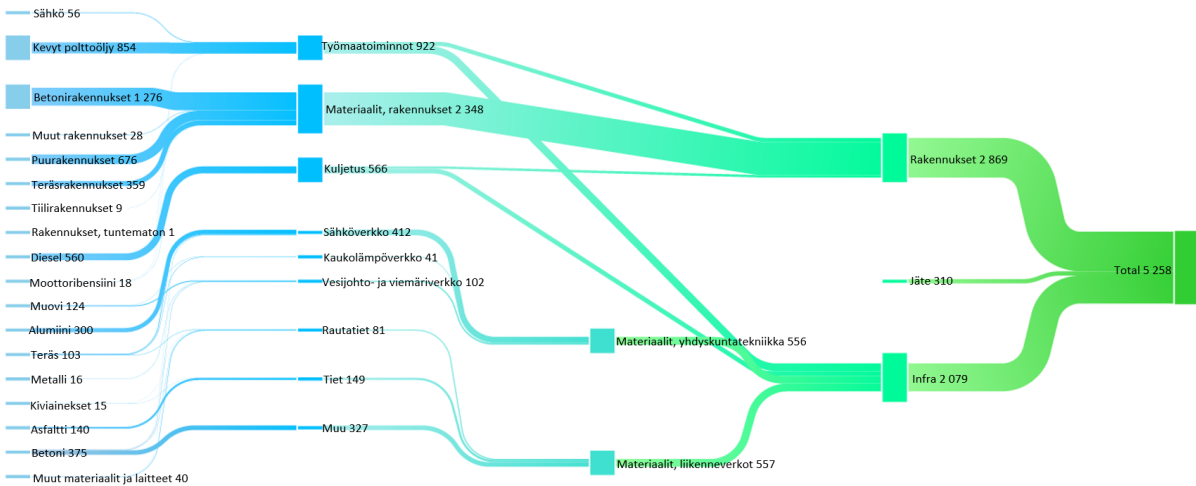 Sähkö 56
Kevyt polttoöljy 854
Betonirakennukset 1 276
Muut rakennukset 28
Puurakennukset 676
Teräsrakennukset 359
Tiilirakennukset 9
Rakennukset, tuntematon 1
Diesel 560
Moottoribensiini 18
Muovi 124
Alumiini 300
Teräs 103
Metalli 16
Kiviainekset 15
Asfaltti 140
Betoni 375
Muut materiaalit ja laitteet 40
Työmaatoiminnot 922
Materiaalit, rakennukset 2 348
Kuljetus 566
Sähköverkko 412
Kaukolämpöverkko 41
Vesijohto- ja viemäriverkko 102
Rautatiet 81
Tiet 149
Muu 327
Materiaalit, yhdyskuntatekniikka 556
Materiaalit, liikenneverkot 557
Rakennukset 2 869
Jäte 310
Infra 2 079
Total 5 258